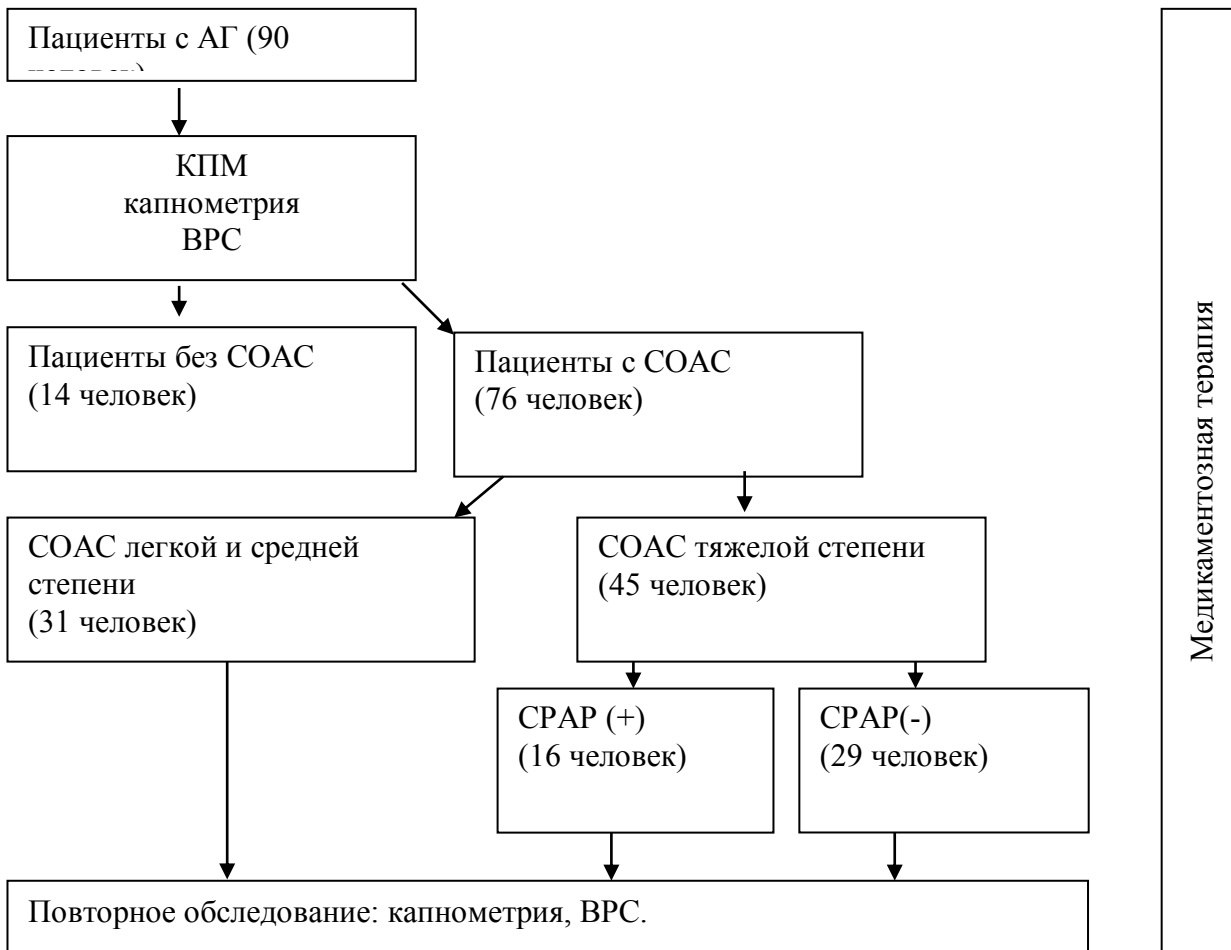 Пациенты с АГ (90
КПМ
капнометрия
ВРС
Пациенты без СОАС
(14 человек)
Пациенты с СОАС
(76 человек)
СОАС легкой и средней
степени
(31 человек)
СОАС тяжелой степени
(45 человек)
CPAP (+)
(16 человек)
CPAP(-)
(29 человек)
Повторное обследование: капнометрия, ВРС.
Медикаментозная терапия